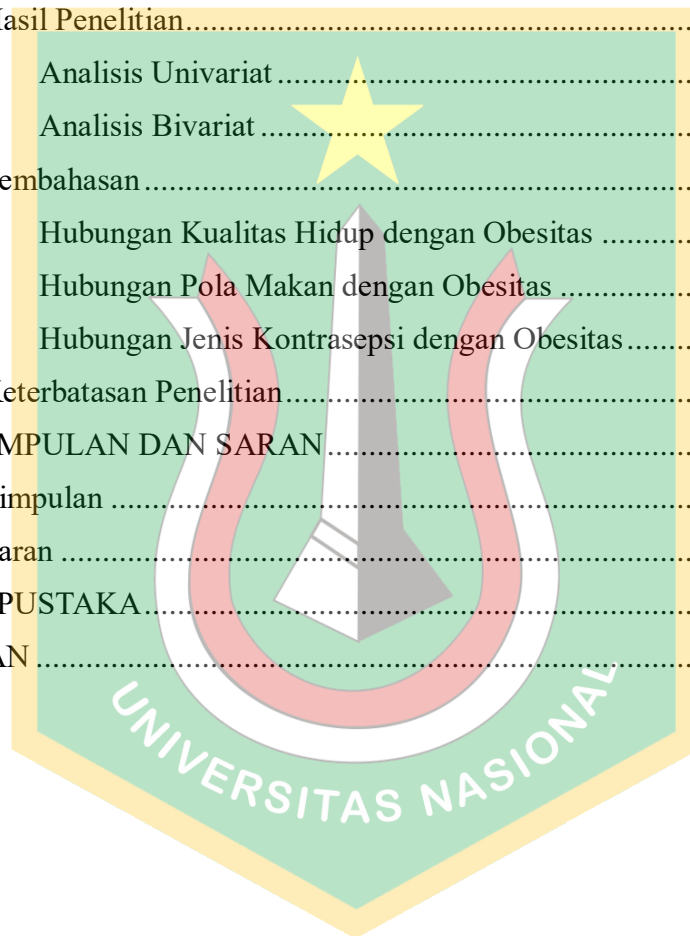 Hasil Penelitian
Analisis Univariat
Analisis Bivariat
embahasan
Hubungan Kualitas Hidup dengan Obesitas
Hubungan Pola Makan dengan Obesitas
Hubungan Jenis Kontrasepsi dengan Obesitas
Keterbatasan Penelitian
MPULAN DAN SARAN
impulan
aran
PUSTAKA
AN
UNIVERSITAS NASIONAL